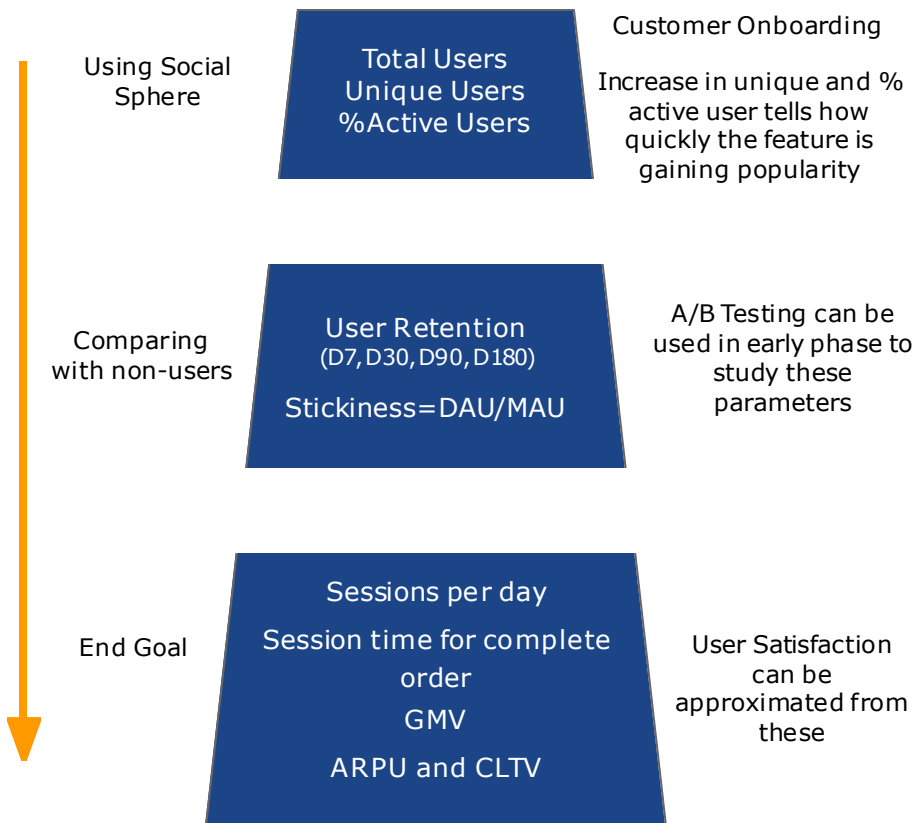 Using Social
Sphere
Total Users
Unique Users
%Active Users
Customer Onboarding
Increase in unique and %
active user tells how
quickly the feature is
gaining popularity
Comparing
with non-users
User Retention
(D7, D30, D90, D180)
Stickiness=DAU/MAU
A/B Testing can be
used in early phase to
study these
parameters
End Goal
Sessions per day
Session time for complete
order
GMV
ARPU and CLTV
User Satisfaction
can be
approximated from
these